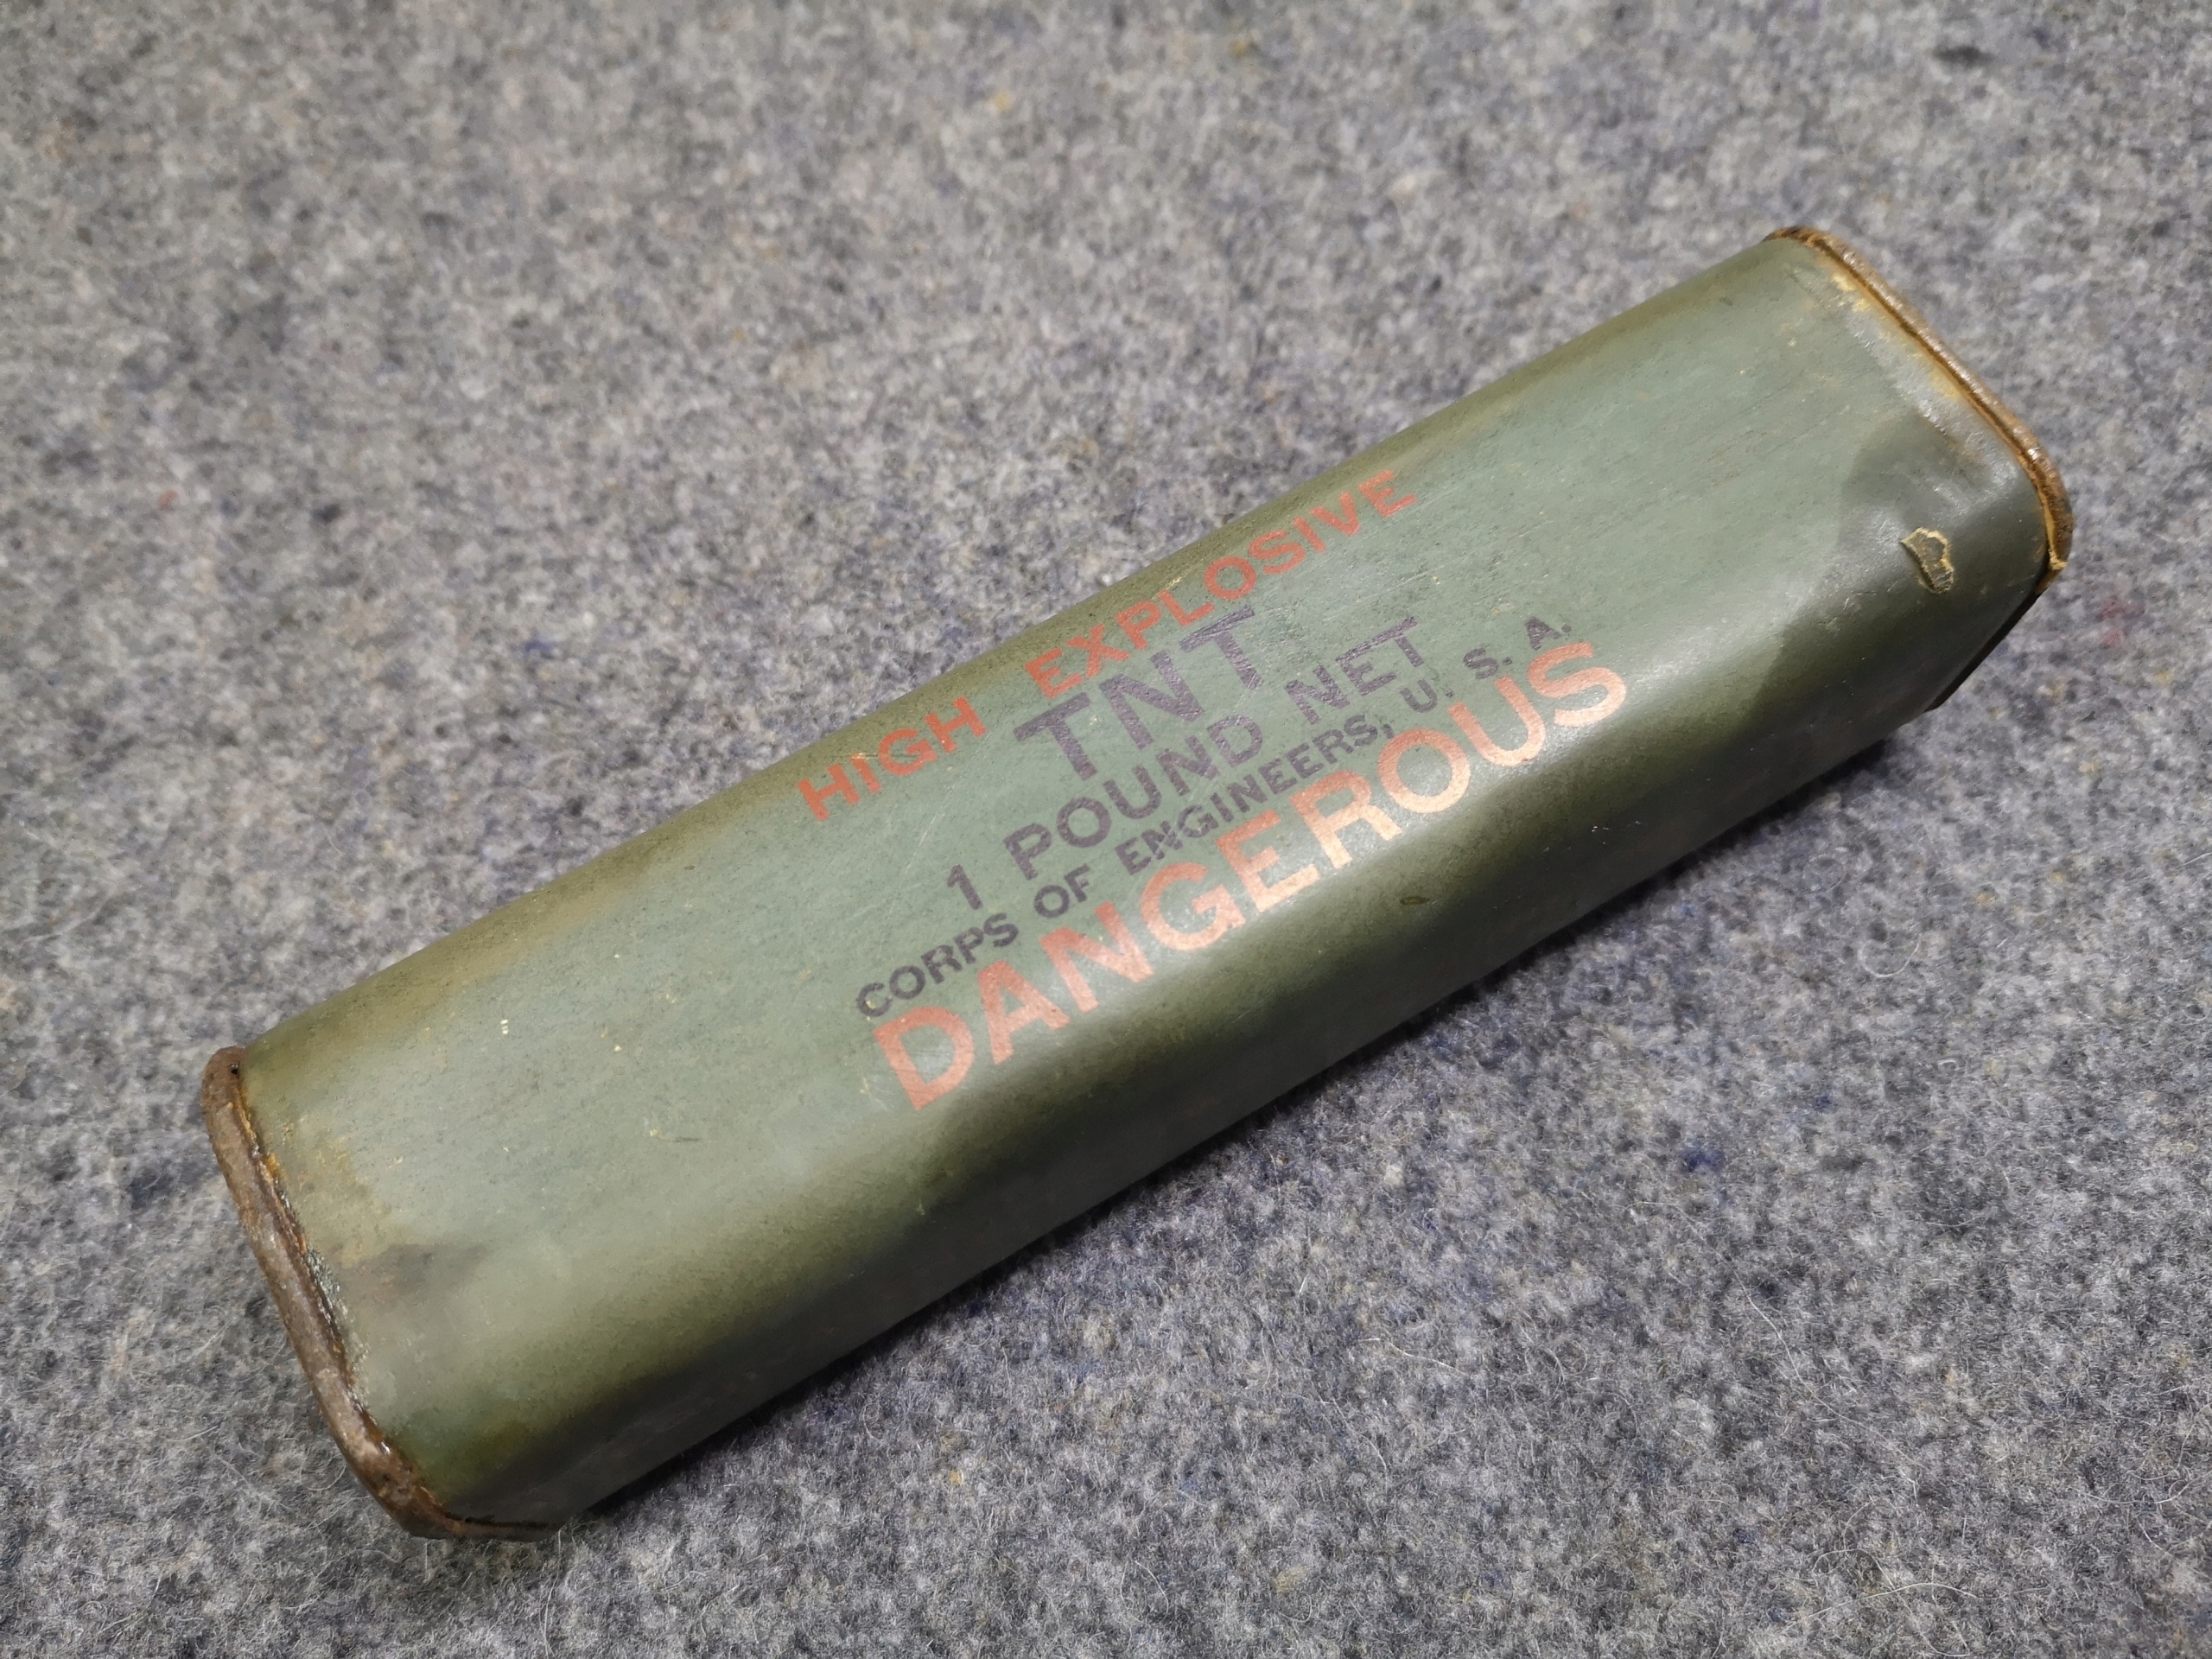 HIGH EXPLOSIVE
TNT
1 POUND NET
CORPS OF ENGINEERS, U. S. A.
DANGEROUS